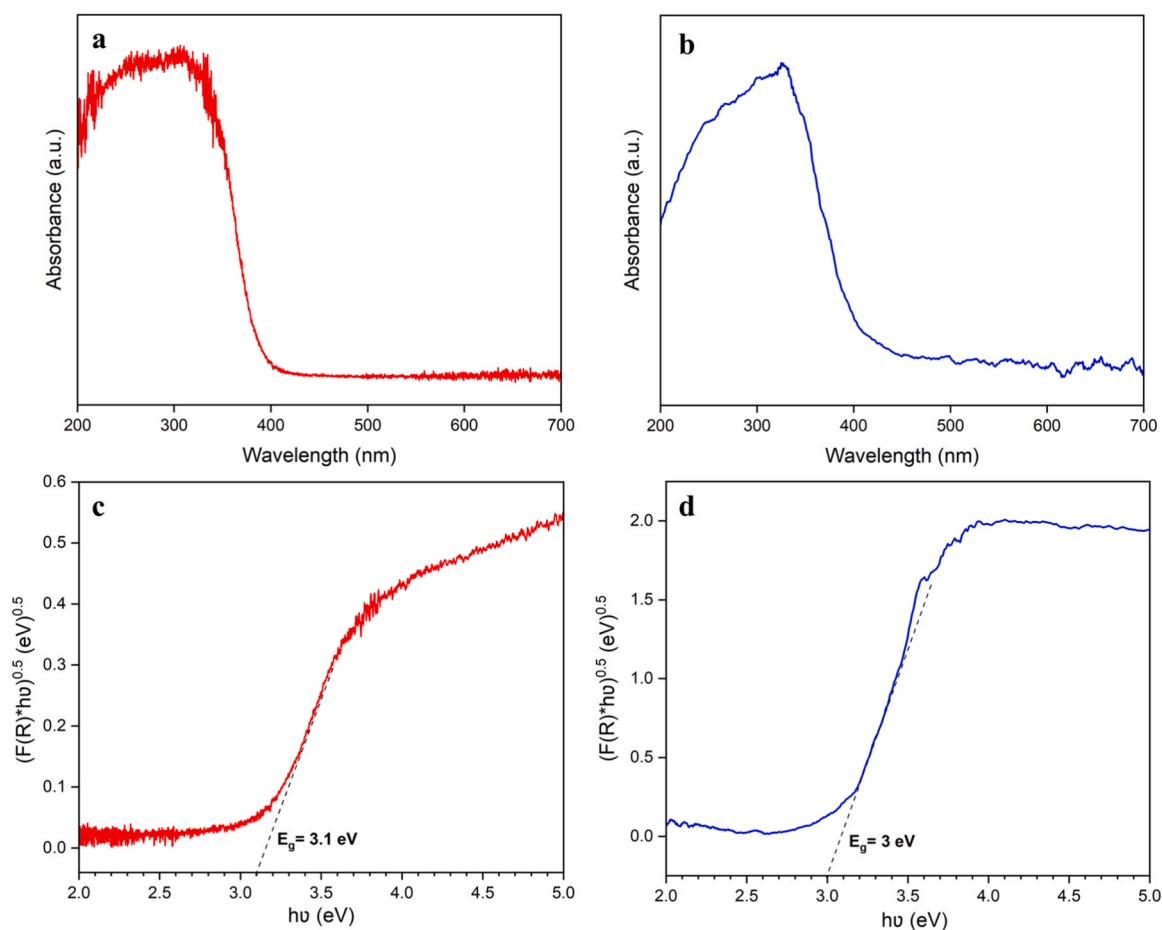 a
Absorbance (a.u.)
200 300 400 500 600 700
Wavelength (nm)
b
Absorbance (a.u.)
200 300 400 500 600 700
Wavelength (nm)
c
(F(R)*hυ)^0.5 (eV)^0.5
0.6
0.5
0.4
0.3
0.2
0.1
0.0
E_g= 3.1 eV
2.0 2.5 3.0 3.5 4.0 4.5 5.0
hυ (eV)
d
(F(R)*hυ)^0.5 (eV)^0.5
2.0
1.5
1.0
0.5
0.0
E_g= 3 eV
2.0 2.5 3.0 3.5 4.0 4.5 5.0
hυ (eV)